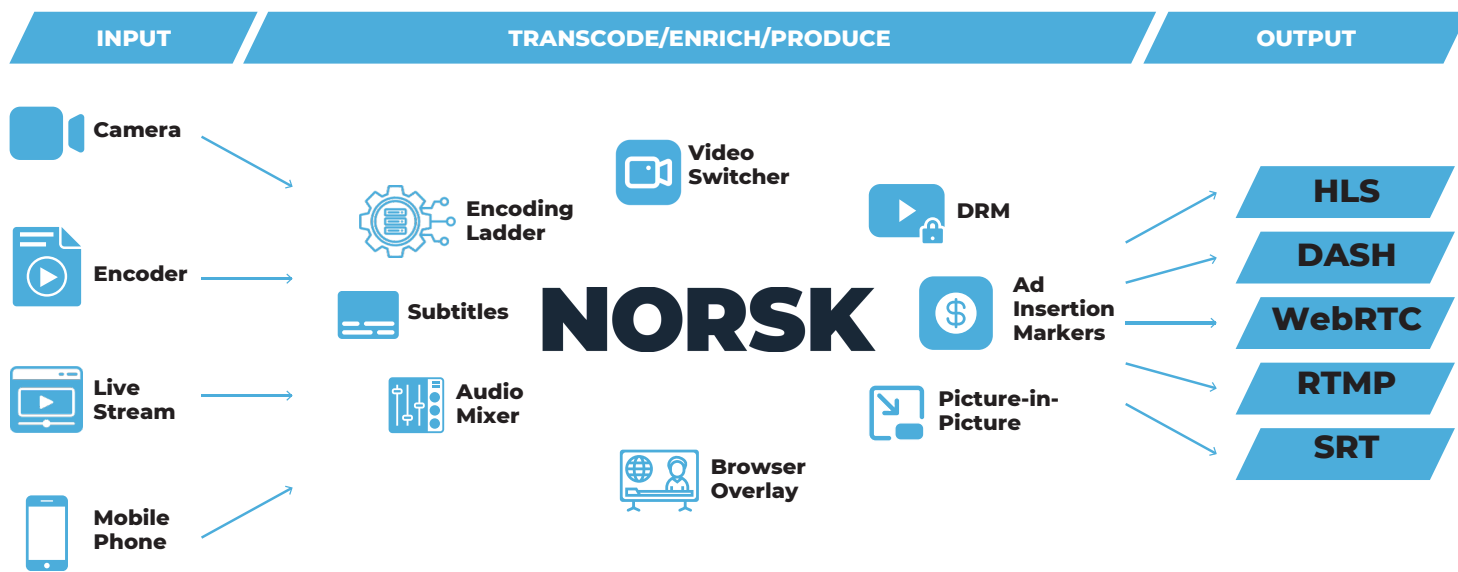 INPUT
TRANSCODE/ENRICH/PRODUCE
OUTPUT
Camera
Encoder
Live
Stream
Mobile
Phone
Video
Switcher
Encoding
Ladder
DRM
Subtitles
NORSK
Ad
Insertion
Markers
Audio
Mixer
Picture-in-
Picture
Browser
Overlay
HLS
DASH
WebRTC
RTMP
SRT